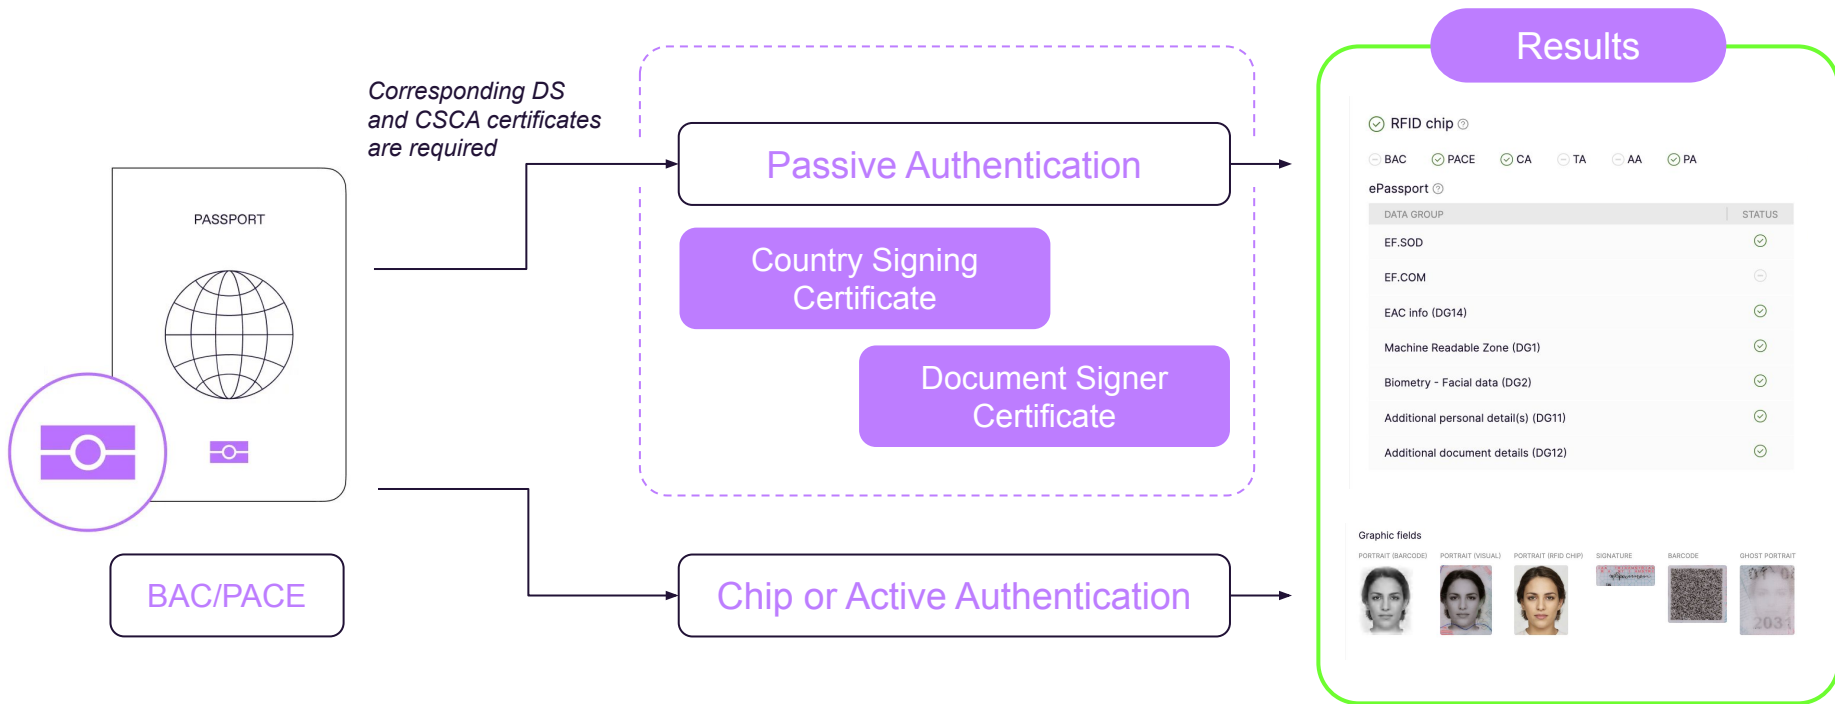 Corresponding DS
and CSCA certificates
are required
PASSPORT
BAC/PACE
Passive Authentication
Country Signing
Certificate
Document Signer
Certificate
Chip or Active Authentication
Results
RFID chip
BAC PACE CA TA AA PA
ePassport
DATA GROUP STATUS
EF.SOD
EF.COM
EAC info (DG14)
Machine Readable Zone (DG1)
Biometry - Facial data (DG2)
Additional personal detail(s) (DG11)
Additional document details (DG12)
Graphic fields
PORTRAIT (BARCODE) PORTRAIT (VISUAL) PORTRAIT (RFID CHIP) SIGNATURE BARCODE GHOST PORTRAIT